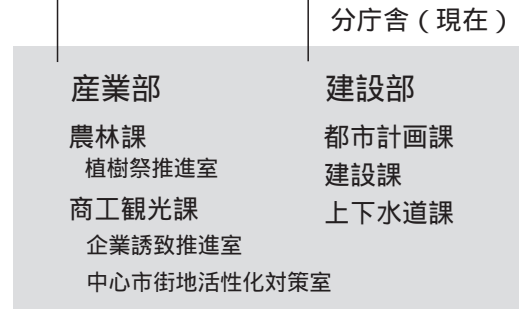 分庁舎（現在）
産業部
農林課
植樹祭推進室
商工観光課
企業誘致推進室
中心市街地活性化対策室
建設部
都市計画課
建設課
上下水道課